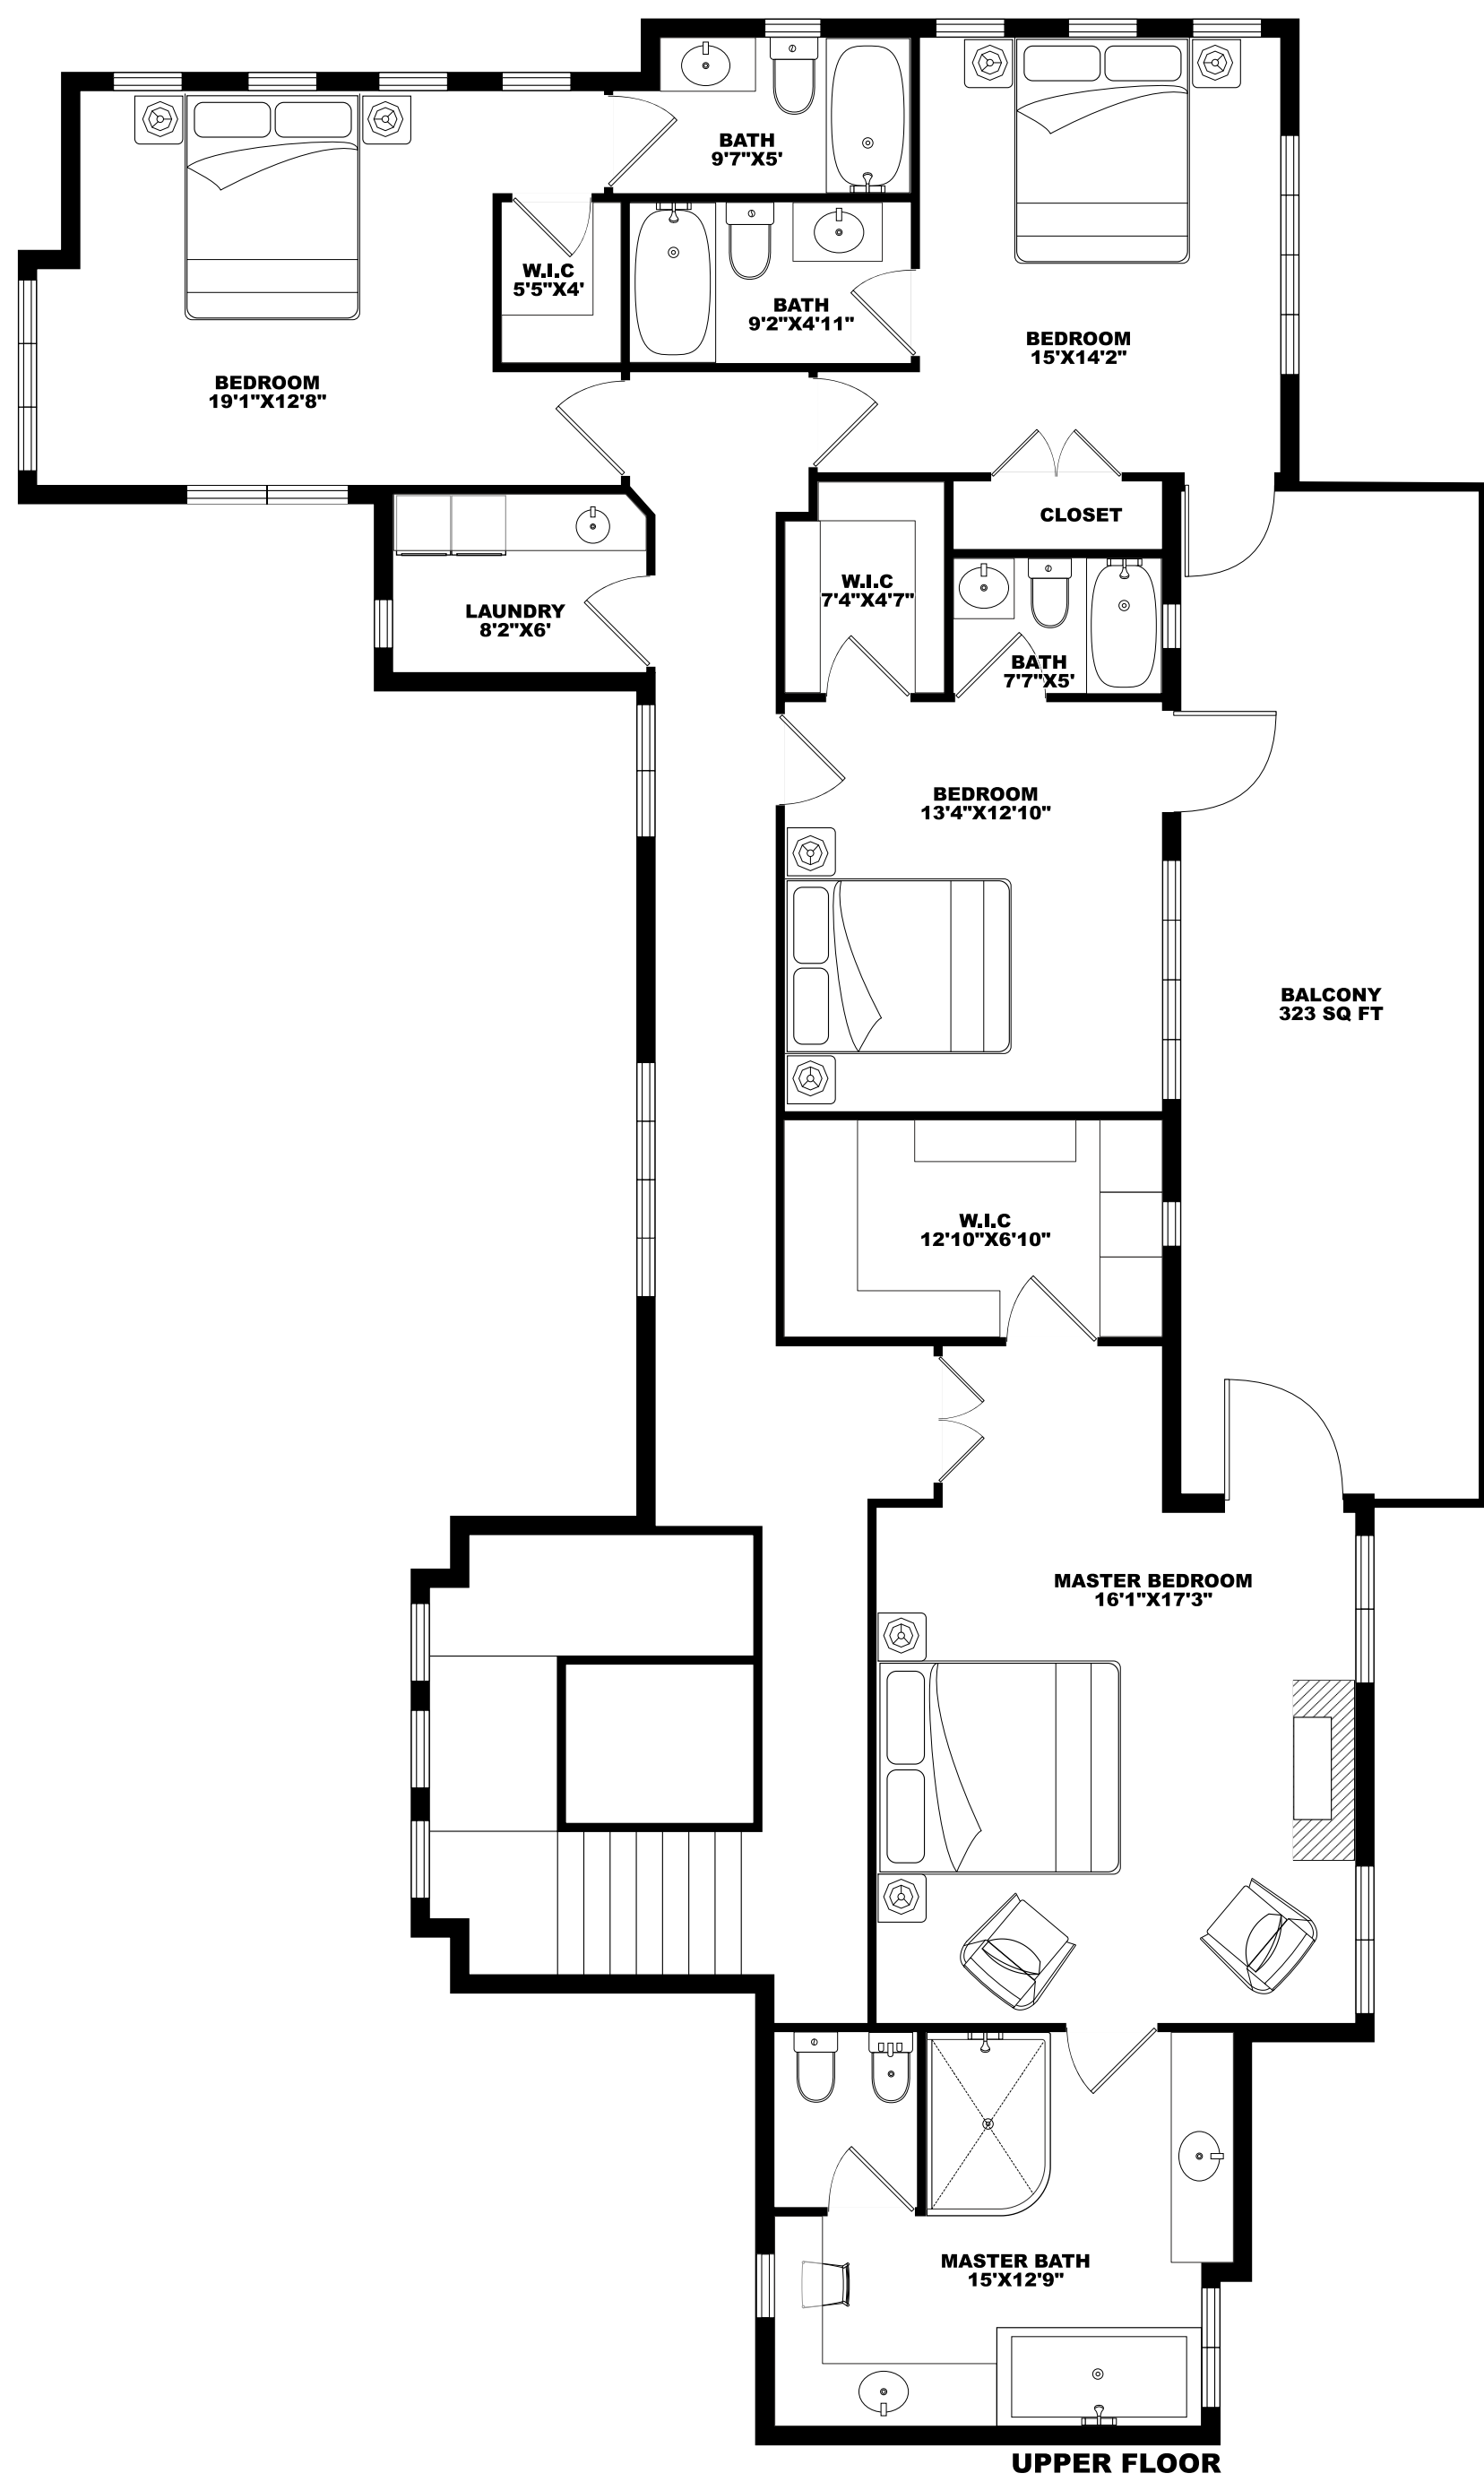 BATH
9'7"X5'
W.I.C
5'5"X4'
BATH
9'2"X4'11"
BEDROOM
15'X14'2"
BEDROOM
19'1"X12'8"
CLOSET
W.I.C
7'4"X4'7"
LAUNDRY
8'2"X6'
BATH
7'7"X5'
BEDROOM
13'4"X12'10"
BALCONY
323 SQ FT
W.I.C
12'10"X6'10"
MASTER BEDROOM
16'1"X17'3"
MASTER BATH
15'X12'9"
UPPER FLOOR